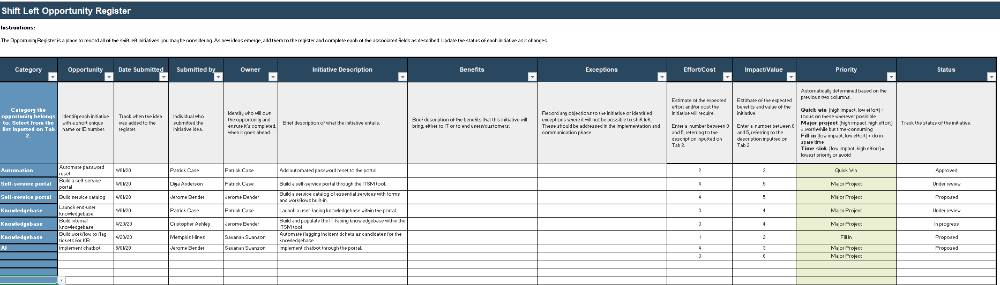 Shift Left Opportunity Register
Instructions:
The Opportunity Register is a place to record all of the shift left initiatives you may be considering. As new ideas emerge, add them to the register and complete each of the associated fields as described. Update the status of each initiative as it changes.
Category Opportunity Date Submitted Submitted by Owner Initiative Description Benefits Exceptions Effort/Cost Impact/Value Priority Status
Category the
opportunity belongs
to. Select from the
list inputted on Tab
2.
Identify each initiative
with a short unique
name or ID number.
Track when the idea
was added to the
register.
Individual who
submitted the
initiative idea.
Identify who will own
the opportunity and
ensure it's completed,
when it goes ahead.
Brief description of what the initiative entails.
Brief description of the benefits that this initiative will
bring, either to IT or to end users/customers.
Record any objections to the initiative or identified
exceptions where it will not be possible to shift left.
These should be addressed in the implementation and
communication phase.
Estimate of the expected
effort and/or cost the
initiative will require.
Enter a number between 0
and 5, referring to the
description inputted on
Tab 2.
Estimate of the expected
benefits and value of the
initiative.
Enter a number between 0
and 5, referring to the
description inputted on
Tab 2.
Automatically determined based on the
previous two columns.
Quick win (high impact, low effort) =
focus on these wherever posisible
Major project (high impact, high effort)
= worthwhile but time-consuming
Fill in (low impact, low effort) = do in
spare time
Time sink (low impact, high effort) =
lowest priority or avoid
Track the status of the initiative.
Automation Automate password
reset 4/01/20 Patrick Case Patrick Case Add automated password reset to the portal. 2 3 Quick Win Approved
Self-service portal Build a self-service
portal 4/01/20 Diya Anderson Patrick Case Build a self-service portal through the ITSM tool. 4 5 Major Project Under review
Self-service portal Build service catalog 4/01/20 Jerome Bender Jerome Bender Build a service catalog of essential services with forms
and workflows built-in. 4 5 Major Project Proposed
Knowledgebase Launch end-user
knowledgebase 4/01/20 Patrick Case Patrick Case Launch a user-facing knowledgebase within the portal. 3 4 Major Project Under review
Knowledgebase Build internal
knowledgebase 4/20/20 Cristopher Ashley Jerome Bender Build and populate the IT-facing knowledgebase within the
ITSM tool 3 4 Major Project In progress
Knowledgebase Build workflow to flag
tickets for KB 4/20/20 Memphis Hines Savanah Swanson Automate flagging incident tickets as candidates for the
knowledgebase 1 2 Fill In Proposed
AI Implement chatbot 5/01/20 Jerome Bender Savanah Swanson Implement chatbot through the portal. 4 3 Major Project Proposed
3 6 Major Project